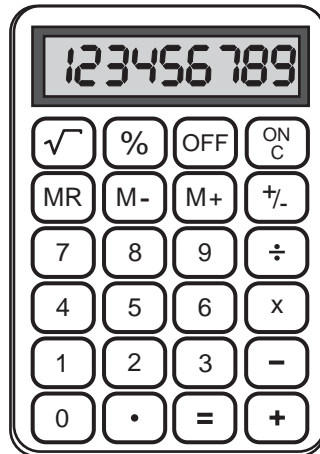 123456789
√ % OFF ON C
MR M- M+ +/-
7 8 9 ÷
4 5 6 x
1 2 3 -
0 . = +